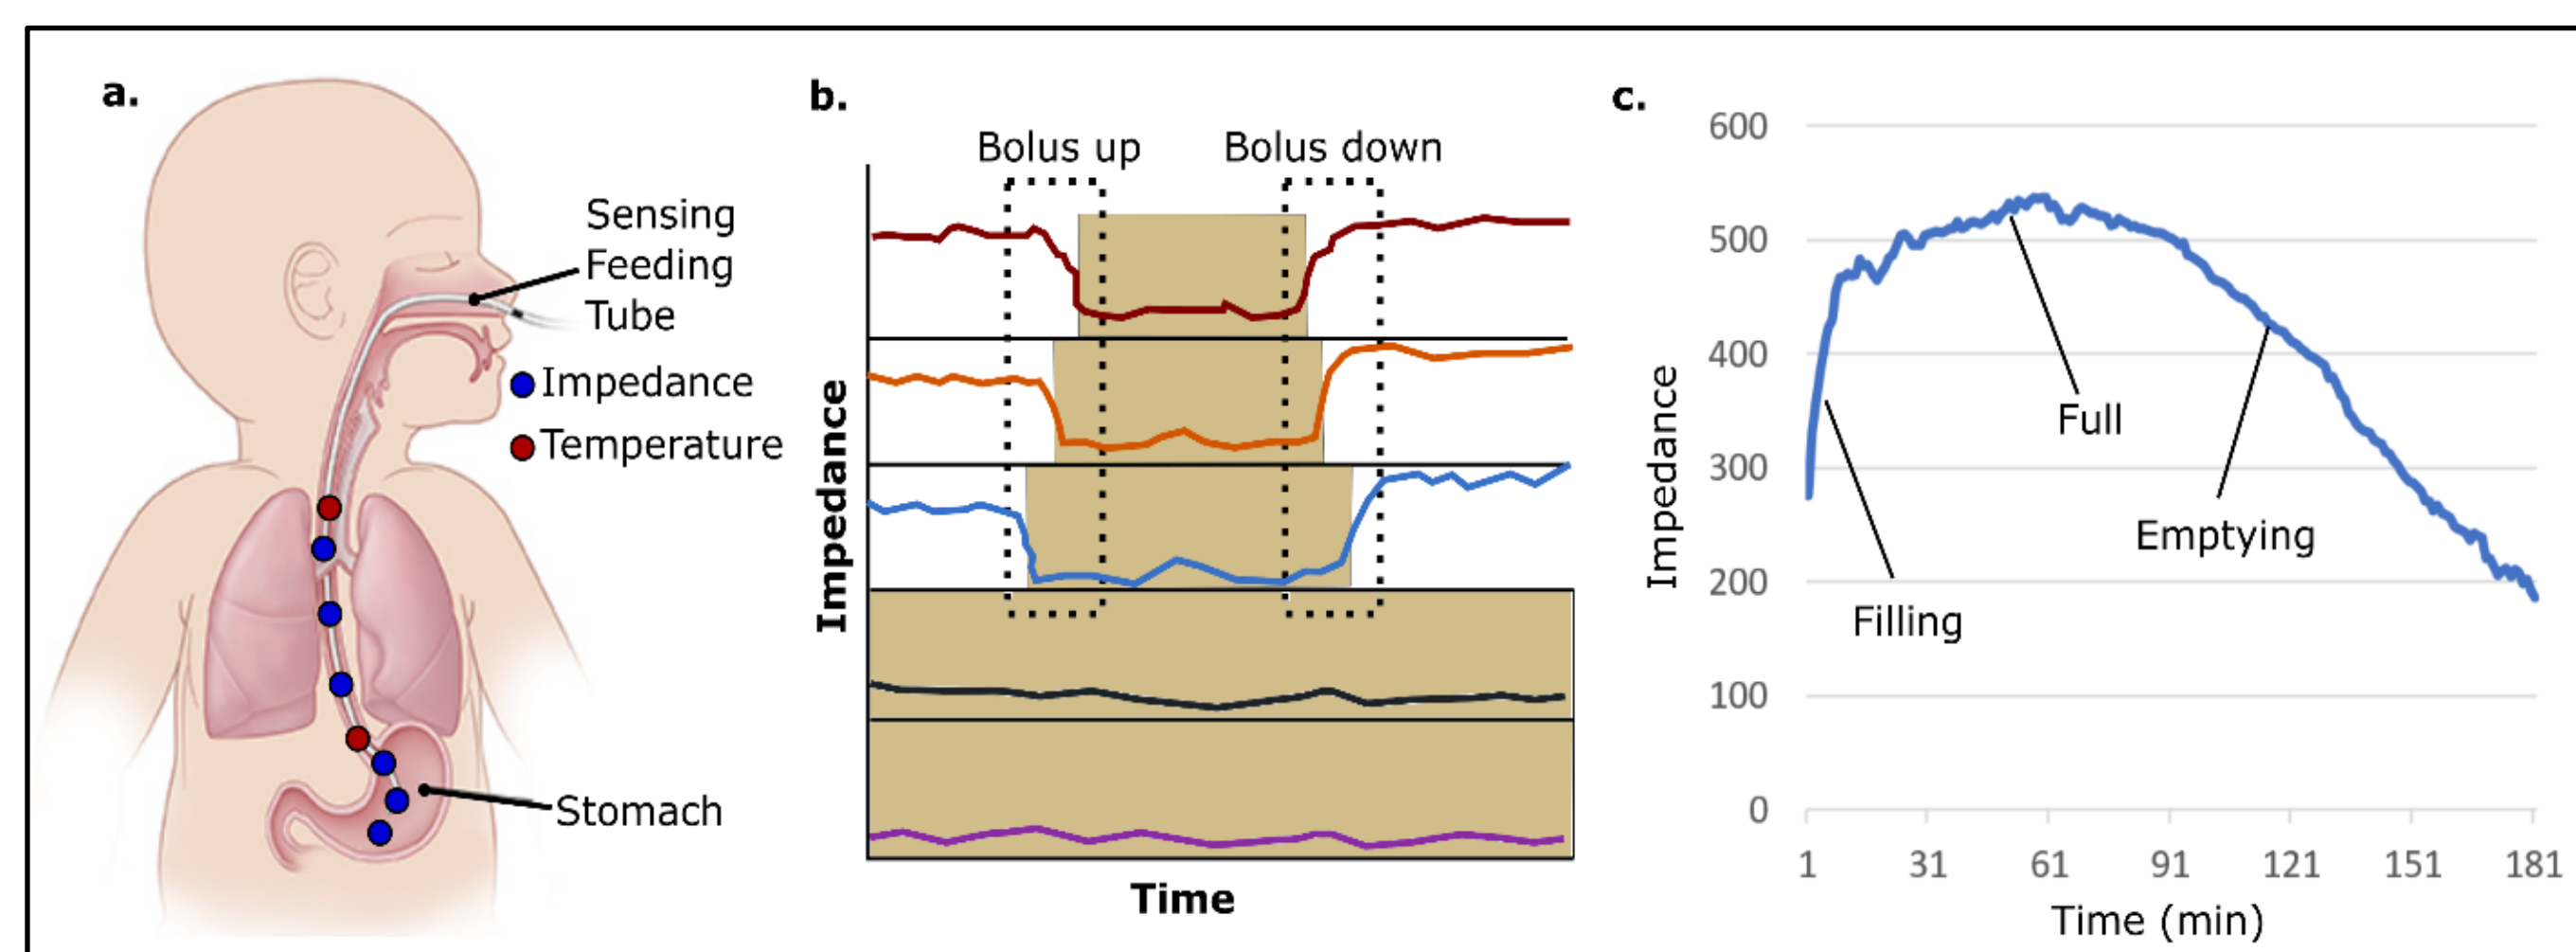 a.
Sensing
Feeding
Tube
Impedance
Temperature
Stomach
b.
Bolus up
Bolus down
Impedance
Time
c.
600
500
400
300
200
100
0
Impedance
Full
Emptying
Filling
1 31 61 91 121 151 181
Time (min)